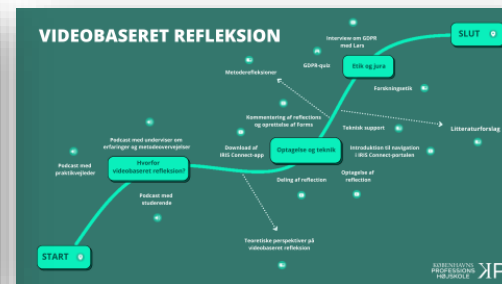 VIDEOBASERET REFLEKSION
SLUT
Interview om GDPR
med Lars
GDPR-quiz
Etik og jura
Metoderefleksioner
Forskningsetik
Kommentering af reflections
og oprettelse af Forms
Teknisk support
Litteraturforslag
Podcast med underviser om
erfaringer og metodeovervejelser
Download af
IRIS Connect-app
Optagelse og teknik
Introduktion til navigation
i IRIS Connect-portalen
Podcast med
praktikvejleder
Hvorfor
videobaseret refleksion?
Deling af reflection
Optagelse af
reflection
Podcast med
studerende
Teoretiske perspektiver på
videobaseret refleksion
START
KØBENHAVNS
PROFESSIONS
HØJSKOLE
KP